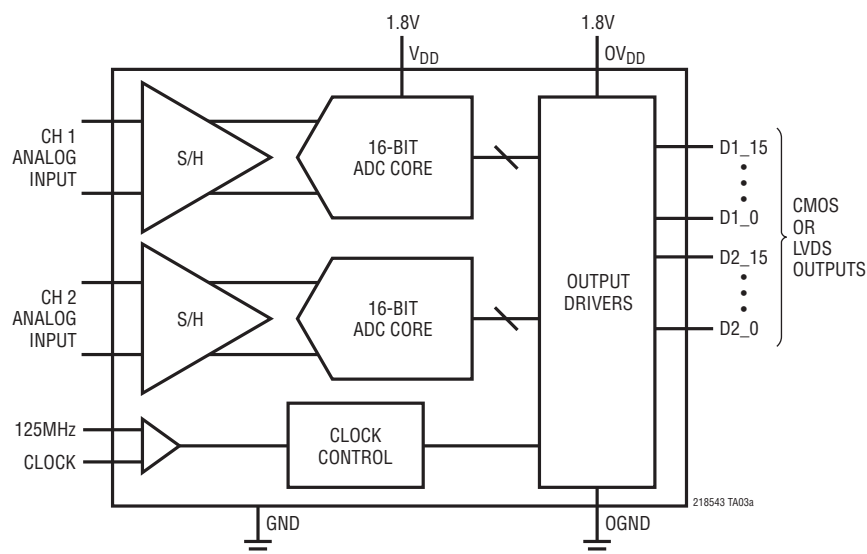 1.8V
1.8V
VDD
OVDD
CH 1
ANALOG
INPUT
S/H
16-BIT
ADC CORE
D1_15
D1_0
CH 2
ANALOG
INPUT
S/H
16-BIT
ADC CORE
OUTPUT
DRIVERS
D2_15
D2_0
CMOS
OR
LVDS
OUTPUTS
125MHz
CLOCK
CLOCK
CONTROL
GND
OGND
218543 TA03a